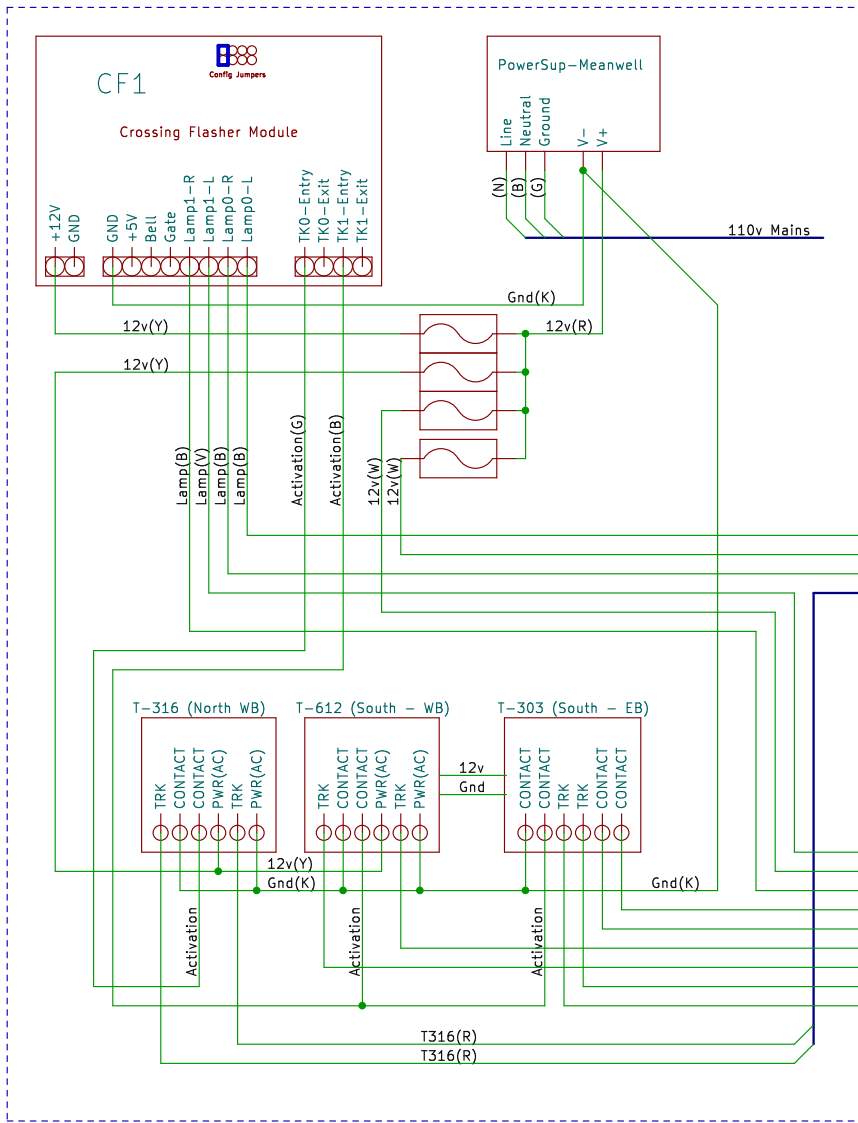 Config Jumpers
CF1
Crossing Flasher Module
+12V
GND
GND
+5V
Bell
Gate
Lamp1-R
Lamp1-L
Lamp0-R
Lamp0-L
TK0-Entry
TK0-Exit
TK1-Entry
TK1-Exit
PowerSup-Meanwell
Line
Neutral
Ground
V-
V+
(N)
(B)
(G)
110v Mains
Gnd(K)
12v(Y)
12v(R)
12v(Y)
Lamp(B)
Lamp(V)
Lamp(B)
Lamp(B)
Activation(G)
Activation(B)
12v(W)
12v(W)
T-316 (North WB)
TRK
CONTACT
CONTACT
PWR(AC)
TRK
PWR(AC)
T-612 (South - WB)
TRK
CONTACT
CONTACT
PWR(AC)
TRK
PWR(AC)
12v
Gnd
T-303 (South - EB)
CONTACT
CONTACT
TRK
TRK
CONTACT
CONTACT
12v(Y)
Gnd(K)
Gnd(K)
Activation
Activation
Activation
T316(R)
T316(R)